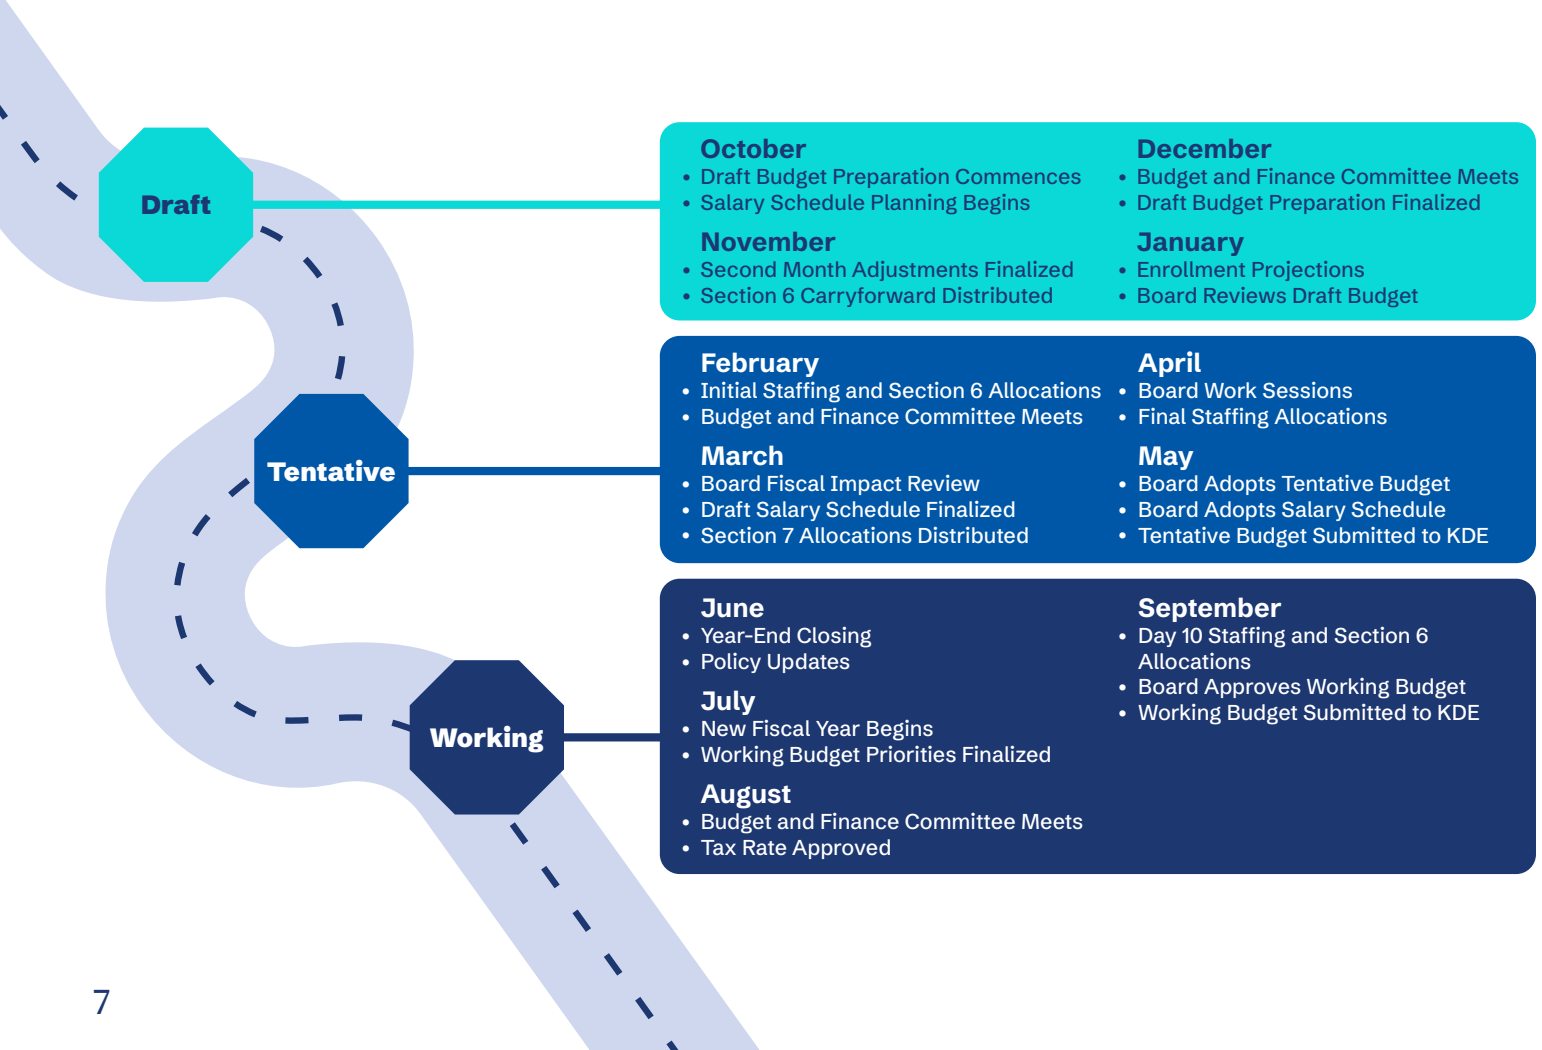 Draft
October
• Draft Budget Preparation Commences
• Salary Schedule Planning Begins
November
• Second Month Adjustments Finalized
• Section 6 Carryforward Distributed
December
• Budget and Finance Committee Meets
• Draft Budget Preparation Finalized
January
• Enrollment Projections
• Board Reviews Draft Budget
Tentative
February
• Initial Staffing and Section 6 Allocations
• Budget and Finance Committee Meets
March
• Board Fiscal Impact Review
• Draft Salary Schedule Finalized
• Section 7 Allocations Distributed
April
• Board Work Sessions
• Final Staffing Allocations
May
• Board Adopts Tentative Budget
• Board Adopts Salary Schedule
• Tentative Budget Submitted to KDE
Working
June
• Year-End Closing
• Policy Updates
July
• New Fiscal Year Begins
• Working Budget Priorities Finalized
August
• Budget and Finance Committee Meets
• Tax Rate Approved
September
• Day 10 Staffing and Section 6
Allocations
• Board Approves Working Budget
• Working Budget Submitted to KDE
7